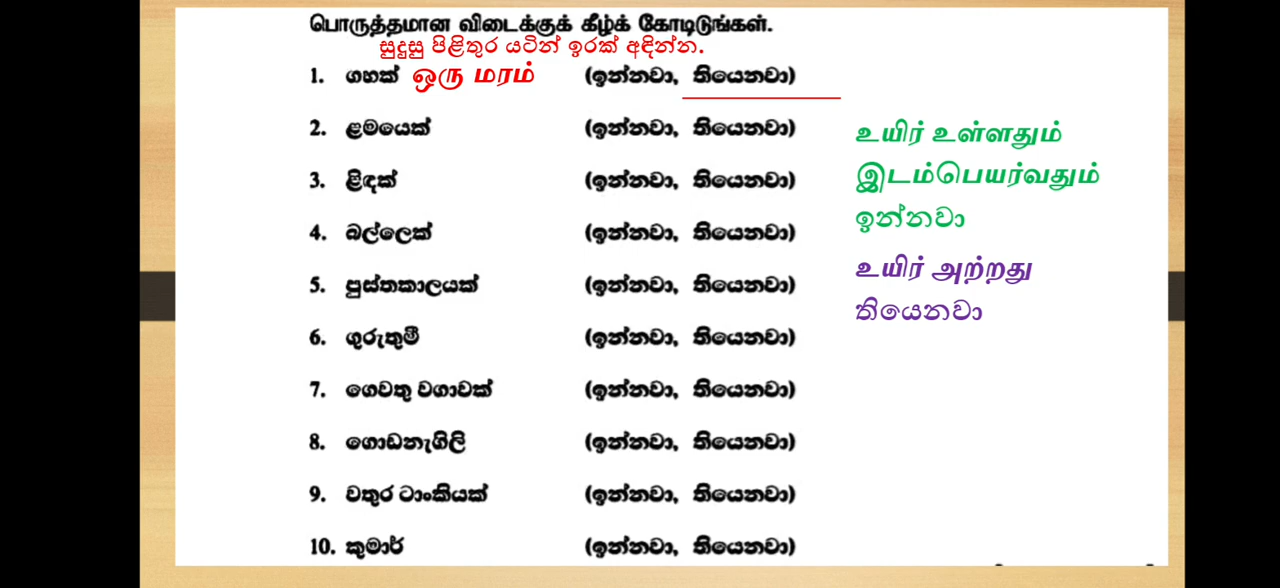 பொருத்தமான விடைக்குக் கீழ்க் கோடிடுங்கள்.
සුදුසු පිළිතුර යටින් ඉරක් අඳින්න.
1. ගහක් ஒரு மரம் (ඉන්නවා, තියෙනවා)
2. ළමයෙක් (ඉන්නවා, තියෙනවා)
3. ළිඳක් (ඉන්නවා, තියෙනවා)
4. බල්ලෙක් (ඉන්නවා, තියෙනවා)
5. පුස්තකාලයක් (ඉන්නවා, තියෙනවා)
6. ගුරුතුමී (ඉන්නවා, තියෙනවා)
7. ගෙවතු වගාවක් (ඉන්නවා, තියෙනවා)
8. ගොඩනැගිලි (ඉන්නවා, තියෙනවා)
9. වතුර ටාංකියක් (ඉන්නවා, තියෙනවා)
10. කුමාර් (ඉන්නවා, තියෙනවා)
உயிர் உள்ளதும்
இடம்பெயர்வதும்
ඉන්නවා
உயிர் அற்றது
තියෙනවා